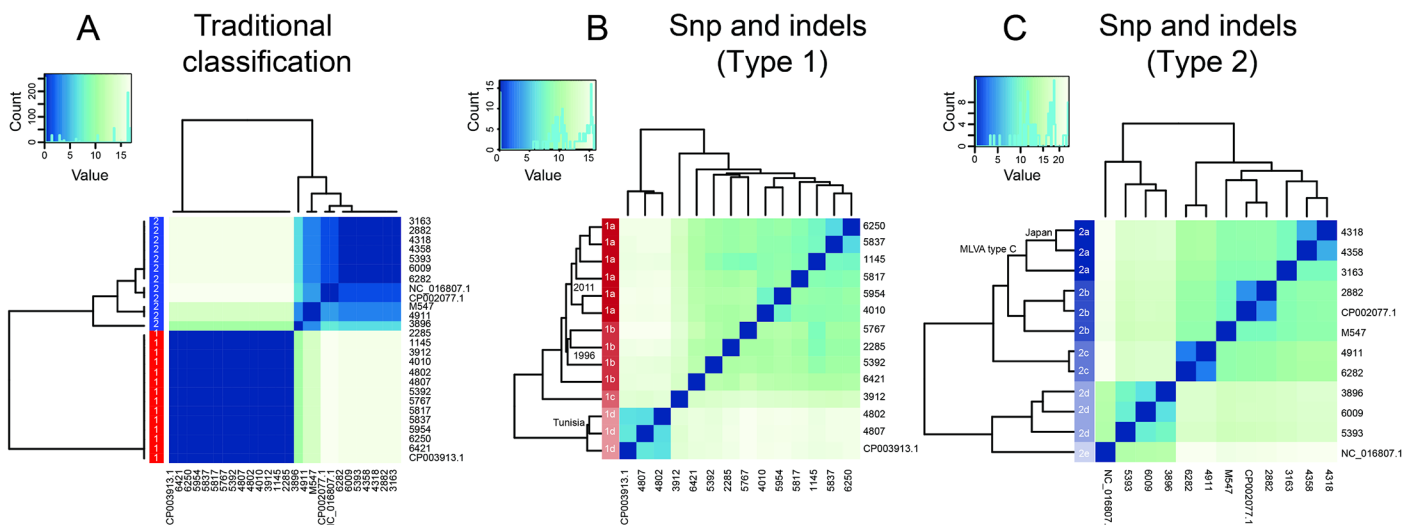 A
Traditional
classification
B
Snp and indels
(Type 1)
C
Snp and indels
(Type 2)
Count
0 50 100 200
0 5 10 15
Value
2
2
2
2
2
2
2
2
2
2
2
2
1
1
1
1
1
1
1
1
1
1
1
1
1
1
3163
2882
4318
4358
5393
6009
6282
NC_016807.1
CP002077.1
M547
4911
3896
2285
1145
3912
4010
4802
4807
5392
5767
5817
5837
5954
6250
6421
CP003913.1
CP003913.1
6421
6250
5954
5837
5817
5767
5392
4807
4802
4010
3912
1145
2285
3896
4911
M547
CP002077.1
IC_016807.1
6282
6009
5393
4358
4318
2882
3163
Count
0 5 10 15
0 5 10 15
Value
2011
1996
Tunisia
1a
1a
1a
1a
1a
1a
1b
1b
1b
1b
1c
1d
1d
1d
6250
5837
1145
5817
5954
4010
5767
2285
5392
6421
3912
4802
4807
CP003913.1
CP003913.1
4807
4802
3912
6421
5392
2285
5767
4010
5954
5817
1145
5837
6250
Count
0 2 4 8
0 5 10 15 20
Value
Japan
MLVA type C
2a
2a
2a
2b
2b
2b
2c
2c
2d
2d
2d
2e
4318
4358
3163
2882
CP002077.1
M547
4911
6282
3896
6009
5393
NC_016807.1
NC_016807.
5393
6009
3896
6282
4911
M547
CP002077.1
2882
3163
4358
4318